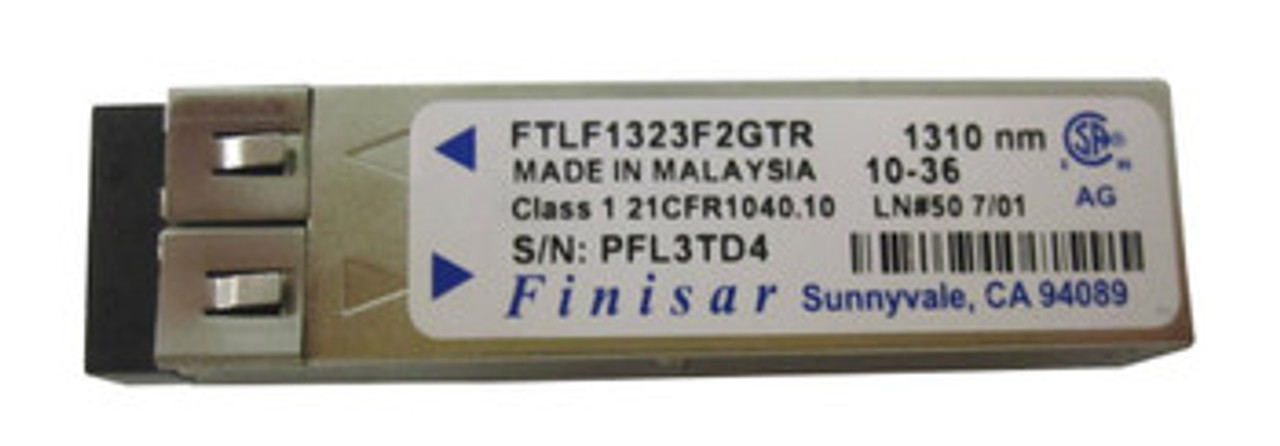 FTLF1323F2GTR 1310 nm
MADE IN MALAYSIA 10-36
Class 1 21CFR1040.10 LN#50 7/01
AG
S/N: PFL3TD4
Finisar Sunnyvale, CA 94089